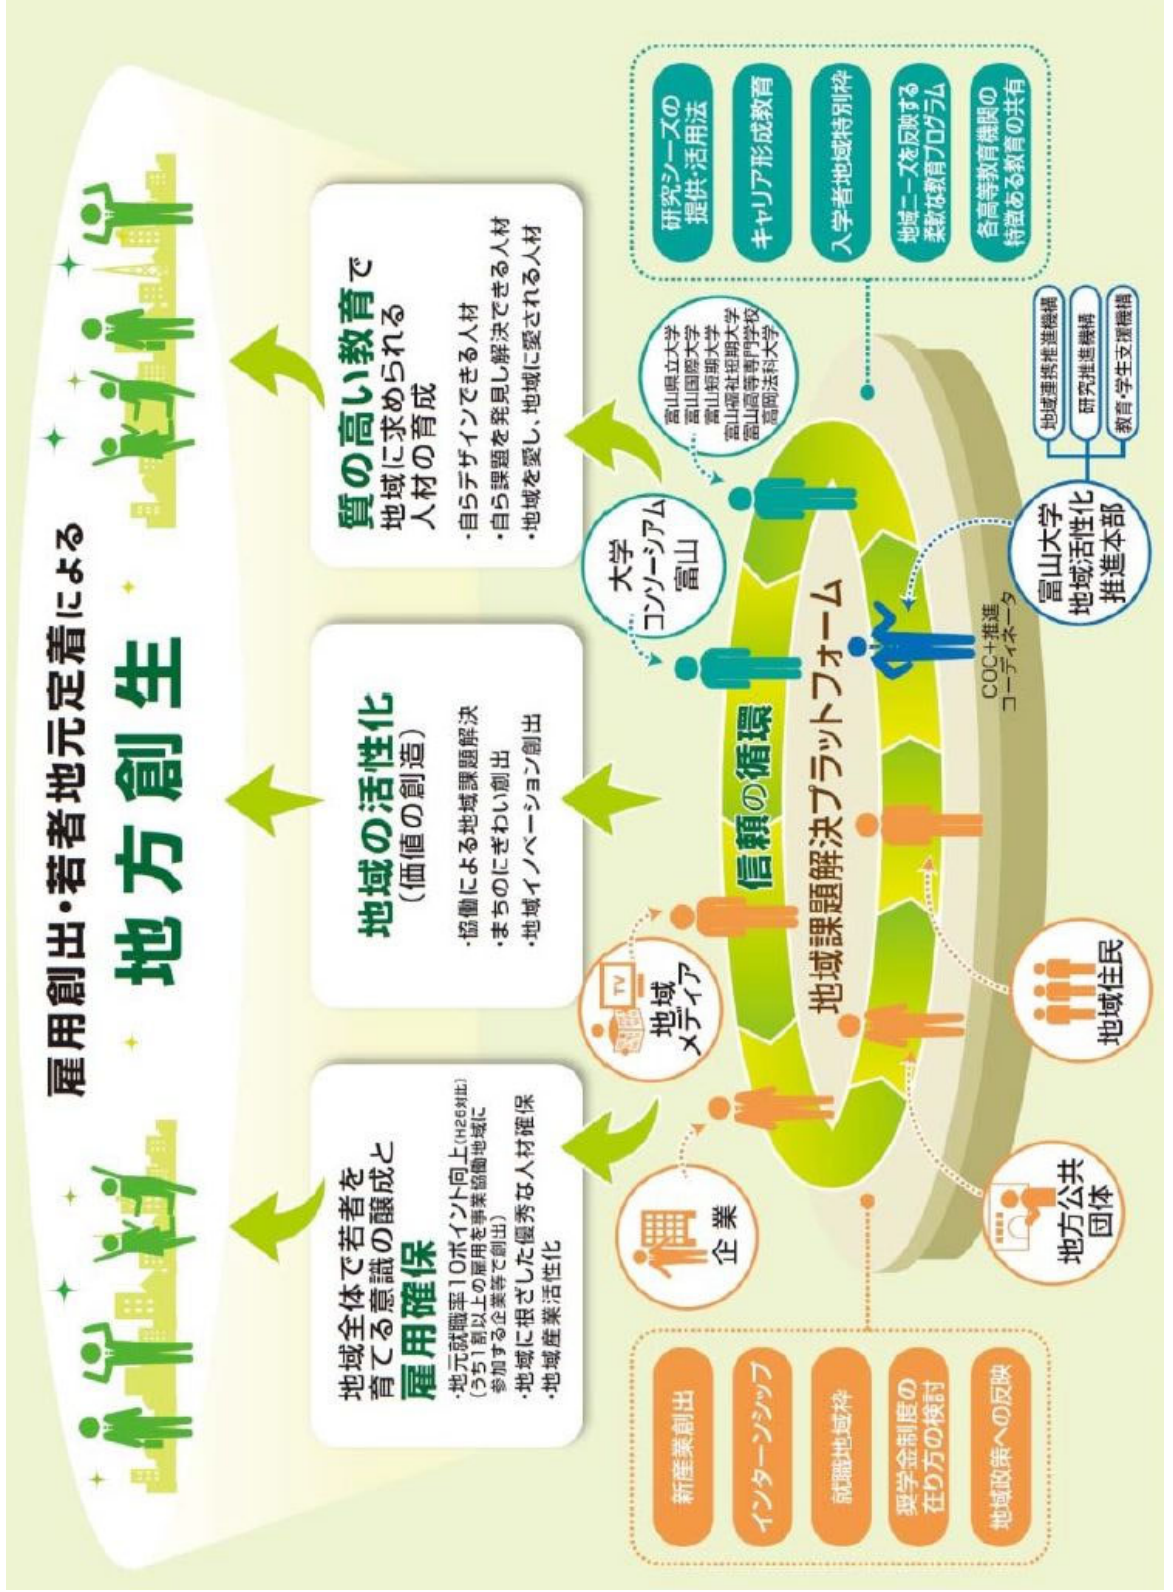 雇用創出・若者地元定着による
地方創生
地域全体で若者を
育てる意識の醸成と
雇用確保
・地元就職率10ポイント向上(H26対比)
(うち1割以上の雇用を事業協働地域に
参加する企業等で創出)
・地域に根ざした優秀な人材確保
・地域産業活性化
地域の活性化
(価値の創造)
・協働による地域課題解決
・まちのにぎわい創出
・地域イノベーション創出
質の高い教育で
地域に求められる
人材の育成
・自らデザインできる人材
・自ら課題を発見し解決できる人材
・地域を愛し、地域に愛される人材
新産業創出
インターンシップ
就職地域枠
奨学金制度の
在り方の検討
地域政策への反映
企業
TV
地域
メディア
大学
コンソーシアム
富山
富山県立大学
富山国際大学
富山短期大学
富山福祉短期大学
富山高等専門学校
高岡法科大学
信頼の循環
地域課題解決プラットフォーム
地方公共
団体
地域住民
COC+推進
コーディネータ
富山大学
地域活性化
推進本部
地域連携推進機構
研究推進機構
教育・学生支援機構
研究シーズの
提供・活用法
キャリア形成教育
入学者地域特別枠
地域ニーズを反映する
柔軟な教育プログラム
各高等教育機関の
特徴ある教育の共有